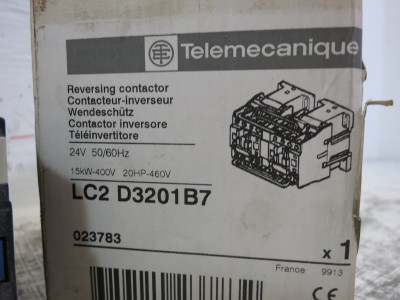 Telemecanique
Reversing contactor
Contacteur-inverseur
Wendeschütz
Contactor inversore
Téléinvertitore
24V 50/60Hz
15kW-400V 20HP-460V
LC2 D3201B7
023783
x 1
France 9913
CE